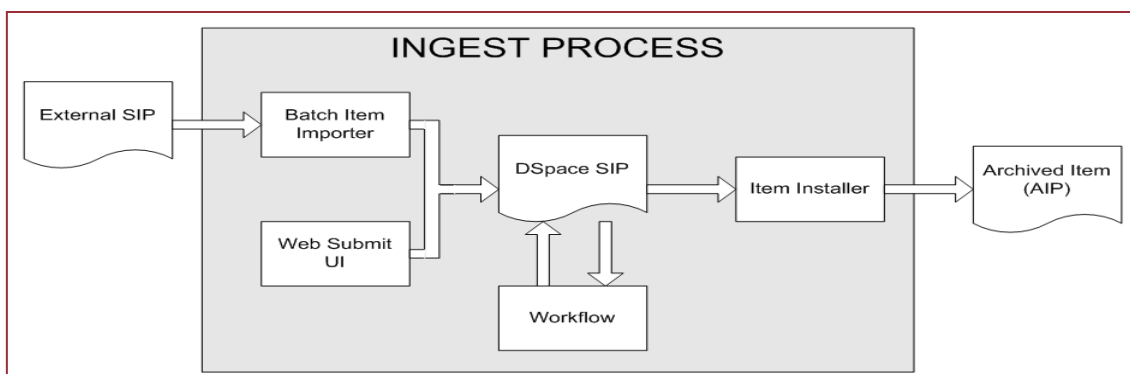 INGEST PROCESS
External SIP
Batch Item
Importer
DSpace SIP
Item Installer
Archived Item
(AIP)
Web Submit
UI
Workflow